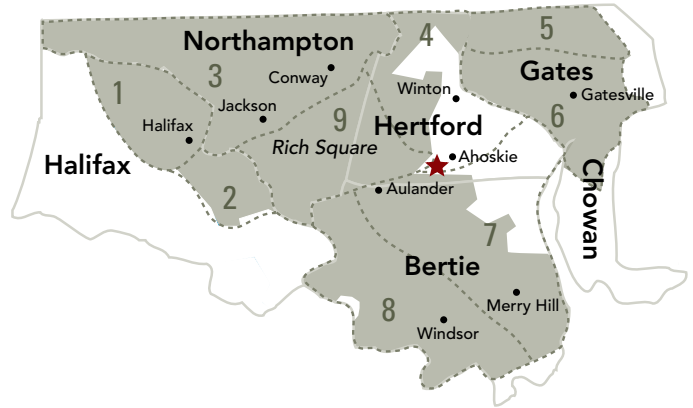 4
5
Northampton
3
Gates
Conway
1
Winton
Gatesville
Jackson
9
6
Halifax
Hertford
Rich Square
Ahoskie
Halifax
Aulander
2
Chowan
7
Bertie
Merry Hill
8
Windsor